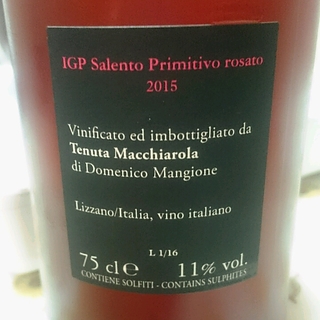 IGP Salento Primitivo rosato
2015
Vinificato ed imbottigliato da
Tenuta Macchiarola
di Domenico Mangione
Lizzano/Italia, vino italiano
L 1/16
75 cl℮ 11% vol.
CONTIENE SOLFITI - CONTAINS SULPHITES